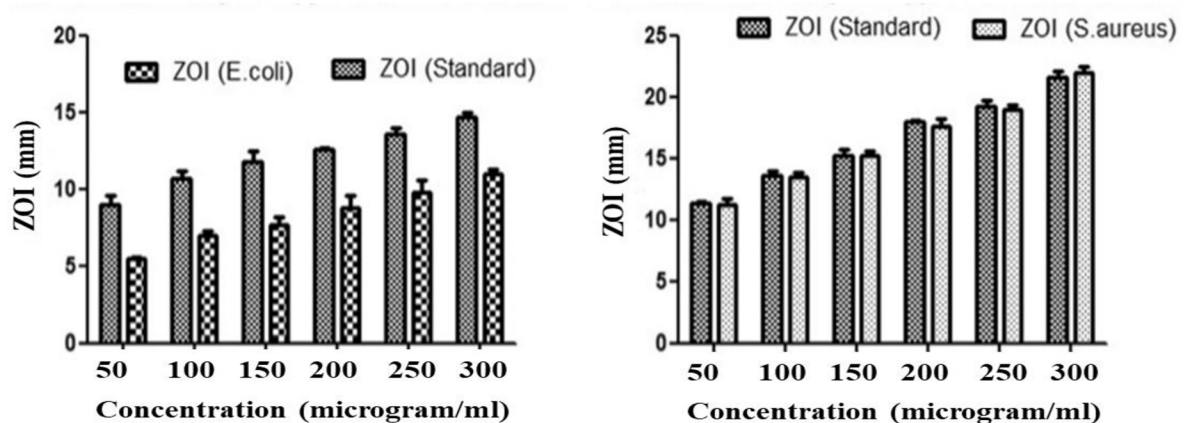 20
15
10
5
0
ZOI (mm)
ZOI (E.coli) ZOI (Standard)
50 100 150 200 250 300
Concentration (microgram/ml)
25
20
15
10
5
0
ZOI (mm)
ZOI (Standard) ZOI (S.aureus)
50 100 150 200 250 300
Concentration (microgram/ml)